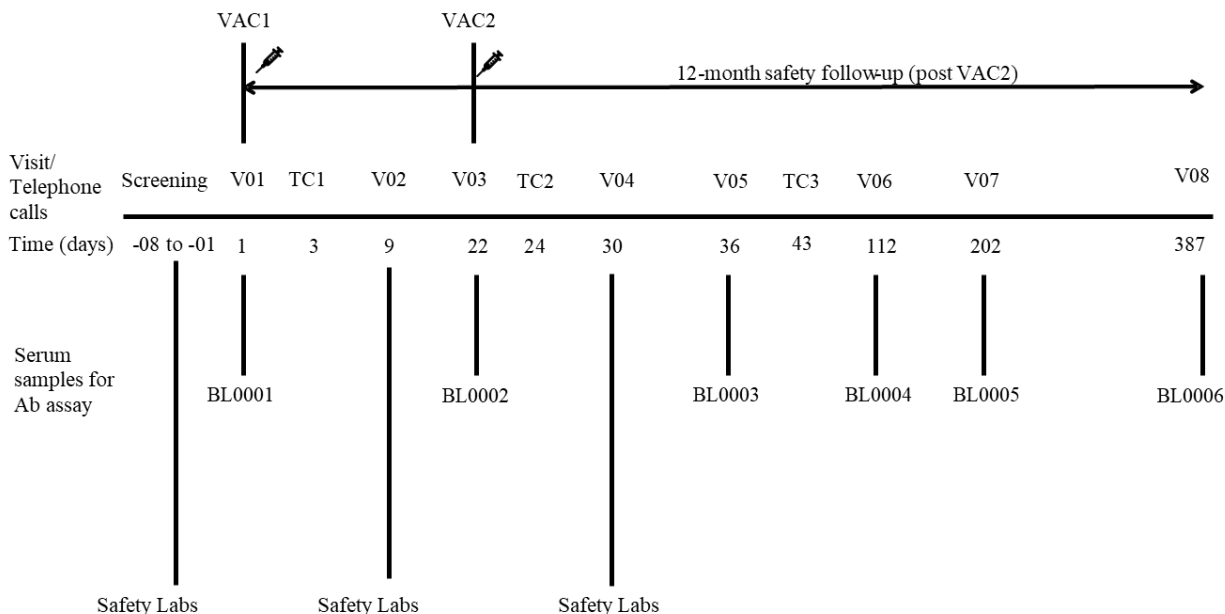 VAC1 VAC2
12-month safety follow-up (post VAC2)
Visit/
Telephone
calls
Screening V01 TC1 V02 V03 TC2 V04 V05 TC3 V06 V07 V08
Time (days) -08 to -01 1 3 9 22 24 30 36 43 112 202 387
Serum
samples for
Ab assay
BL0001 BL0002 BL0003 BL0004 BL0005 BL0006
Safety Labs Safety Labs Safety Labs